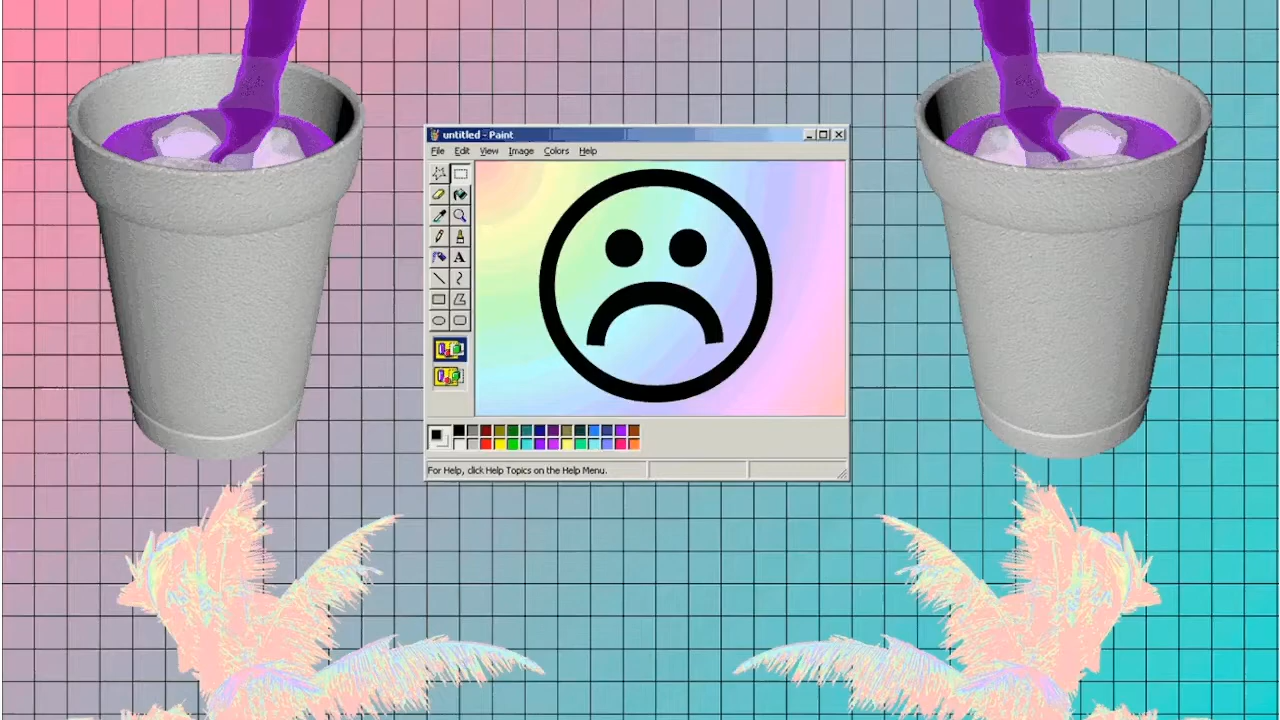 untitled - Paint
File Edit View Image Colors Help
A
For Help, click Help Topics on the Help Menu.